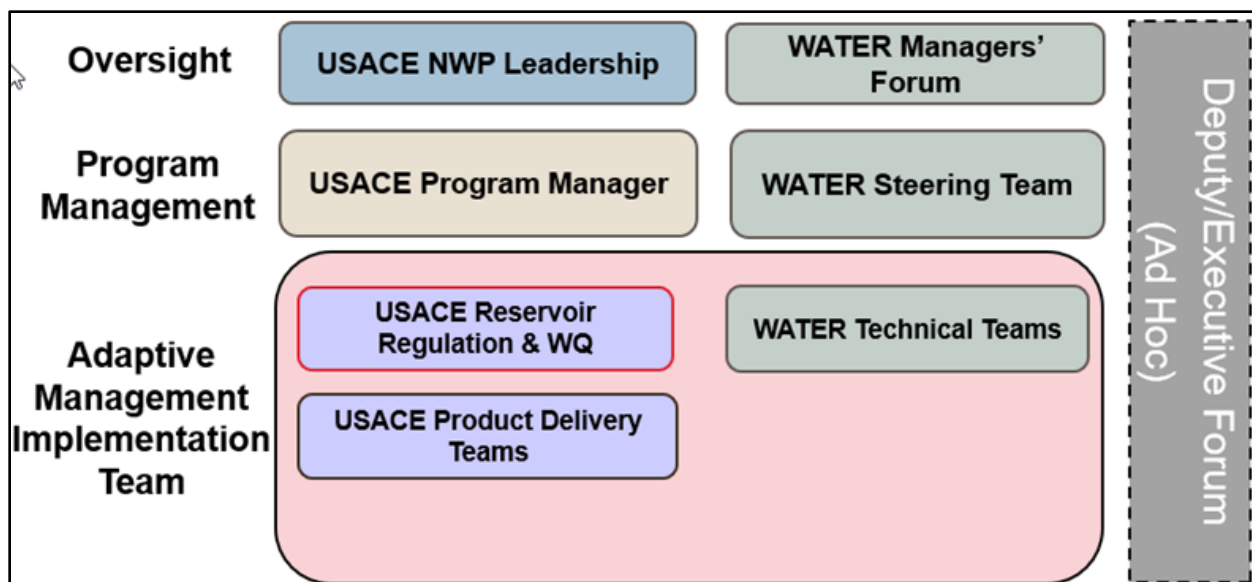 Oversight
USACE NWP Leadership
WATER Managers'
Forum
Program
Management
USACE Program Manager
WATER Steering Team
Adaptive
Management
Implementation
Team
USACE Reservoir
Regulation & WQ
WATER Technical Teams
USACE Product Delivery
Teams
Deputy/Executive Forum
(Ad Hoc)